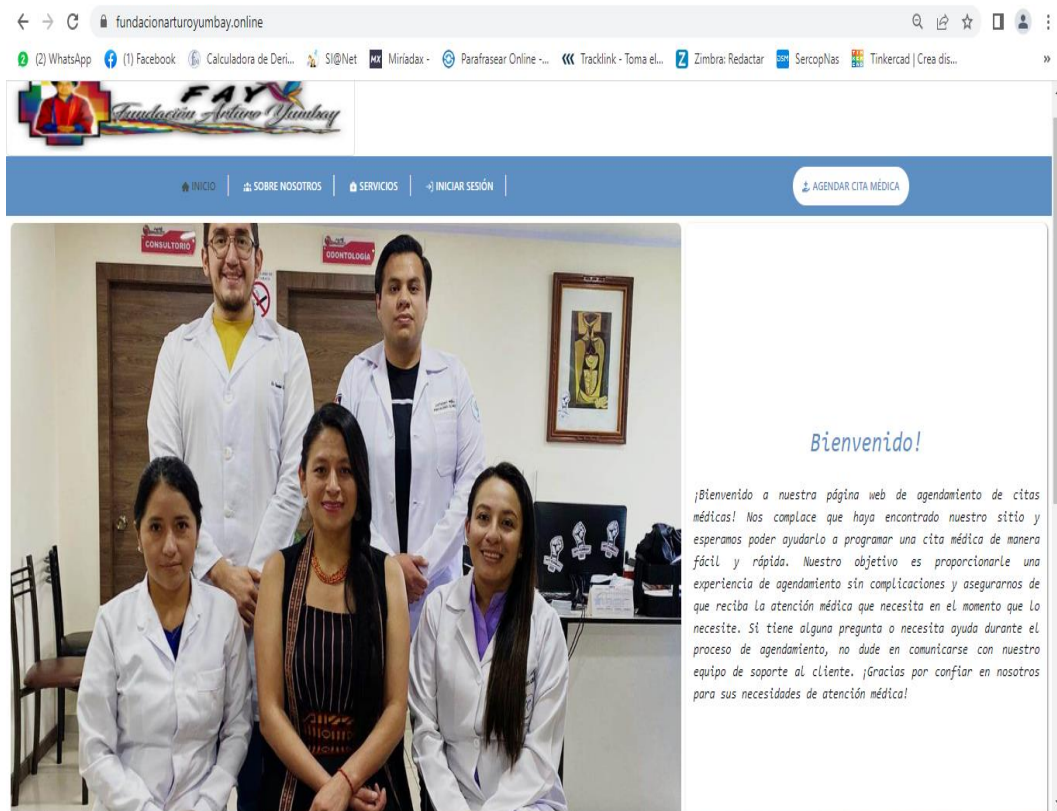 fundacionarturoyumbay.online
(2) WhatsApp (1) Facebook Calculadora de Deri... SI@Net Miríadax - Parafrasear Online -... Tracklink - Toma el... Zimbra: Redactar SercopNas Tinkercad | Crea dis... »
FAY
Fundación Arturo Yumbay
INICIO SOBRE NOSOTROS SERVICIOS INICIAR SESIÓN AGENDAR CITA MÉDICA
CONSULTORIO
ODONTOLOGÍA
Bienvenido!
¡Bienvenido a nuestra página web de agendamiento de citas
médicas! Nos complace que haya encontrado nuestro sitio y
esperamos poder ayudarlo a programar una cita médica de manera
fácil y rápida. Nuestro objetivo es proporcionarle una
experiencia de agendamiento sin complicaciones y asegurarnos de
que reciba la atención médica que necesita en el momento que lo
necesite. Si tiene alguna pregunta o necesita ayuda durante el
proceso de agendamiento, no dude en comunicarse con nuestro
equipo de soporte al cliente. ¡Gracias por confiar en nosotros
para sus necesidades de atención médica!